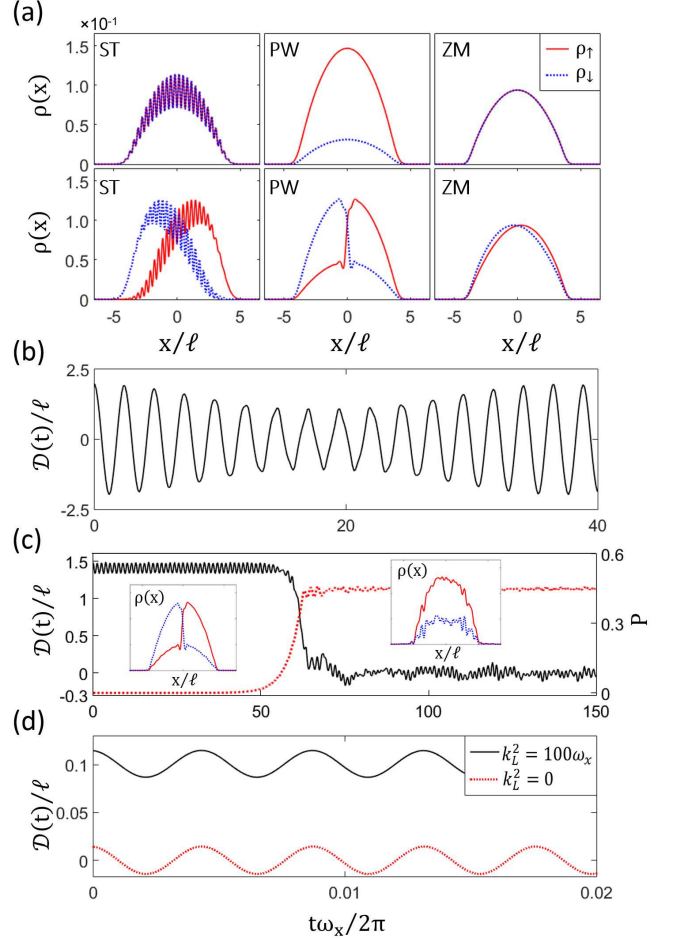 (a)
×10⁻¹
ST
PW
ZM
ρ↑
ρ↓
ρ(x)
1.5
1.0
0.5
0
ST
PW
ZM
ρ(x)
1.5
1.0
0.5
0
-5 0 5
-5 0 5
-5 0 5
x/ℓ
x/ℓ
x/ℓ
(b)
𝒟(t)/ℓ
2.5
0
-2.5
0 20 40
(c)
𝒟(t)/ℓ
1.5
1
0.5
0
-0.3
ρ(x)
x/ℓ
ρ(x)
x/ℓ
0.6
0.3
0
P
0 50 100 150
(d)
𝒟(t)/ℓ
0.1
0.05
0
k_L² = 100ω_x
k_L² = 0
0 0.01 0.02
tω_x/2π